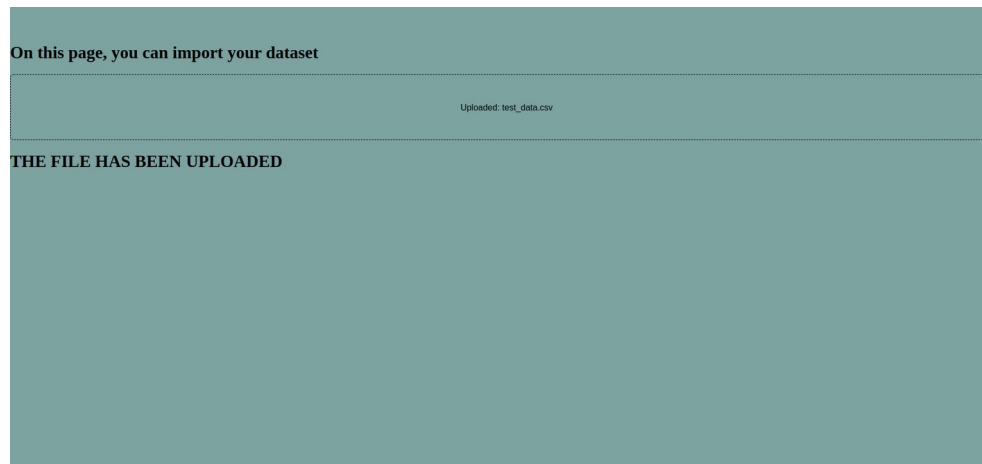 On this page, you can import your dataset
Uploaded: test_data.csv
THE FILE HAS BEEN UPLOADED